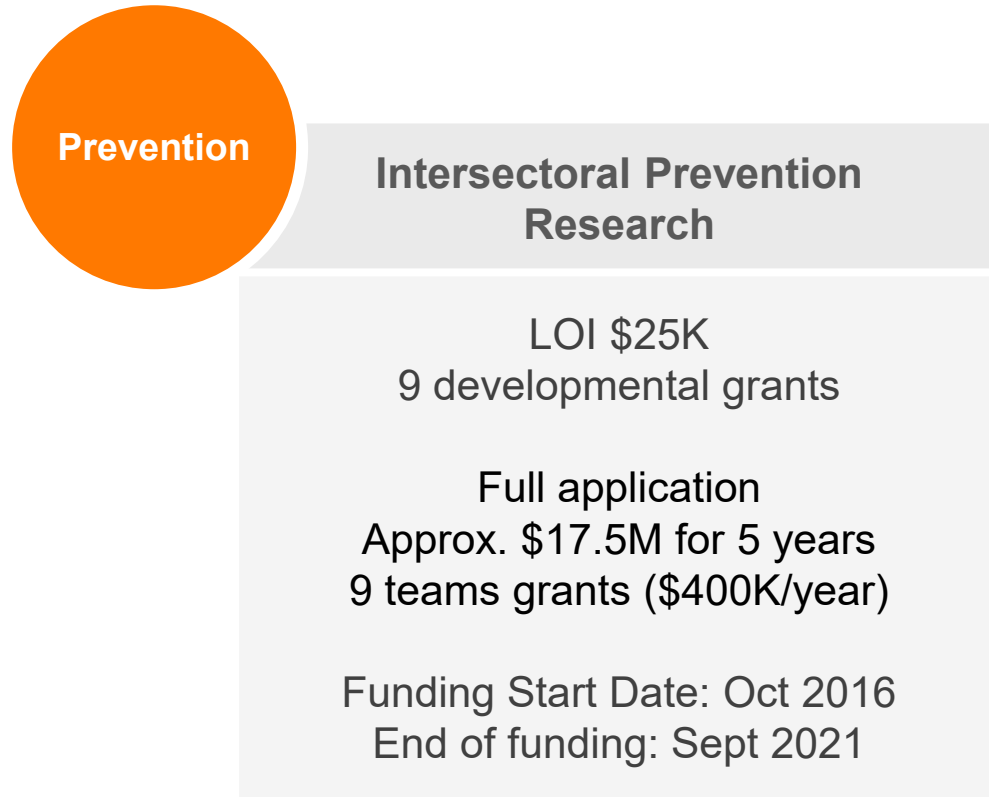 Prevention
Intersectoral Prevention
Research
LOI $25K
9 developmental grants
Full application
Approx. $17.5M for 5 years
9 teams grants ($400K/year)
Funding Start Date: Oct 2016
End of funding: Sept 2021